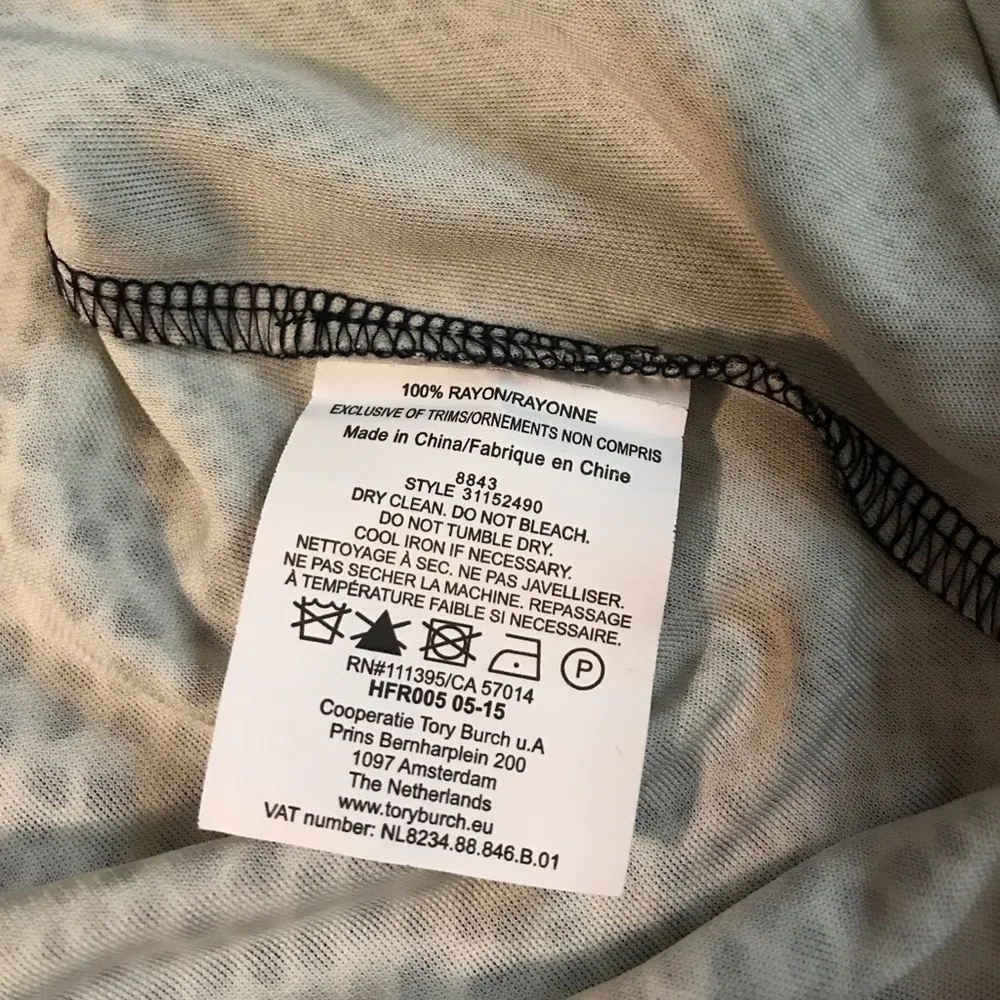 100% RAYON/RAYONNE
EXCLUSIVE OF TRIMS/ORNEMENTS NON COMPRIS
Made in China/Fabrique en Chine
8843
STYLE 31152490
DRY CLEAN. DO NOT BLEACH.
DO NOT TUMBLE DRY.
COOL IRON IF NECESSARY.
NETTOYAGE À SEC. NE PAS JAVELLISER.
NE PAS SECHER LA MACHINE. REPASSAGE
À TEMPÉRATURE FAIBLE SI NECESSAIRE.
P
RN#111395/CA 57014
HFR005 05-15
Cooperatie Tory Burch u.A
Prins Bernharplein 200
1097 Amsterdam
The Netherlands
www.toryburch.eu
VAT number: NL8234.88.846.B.01